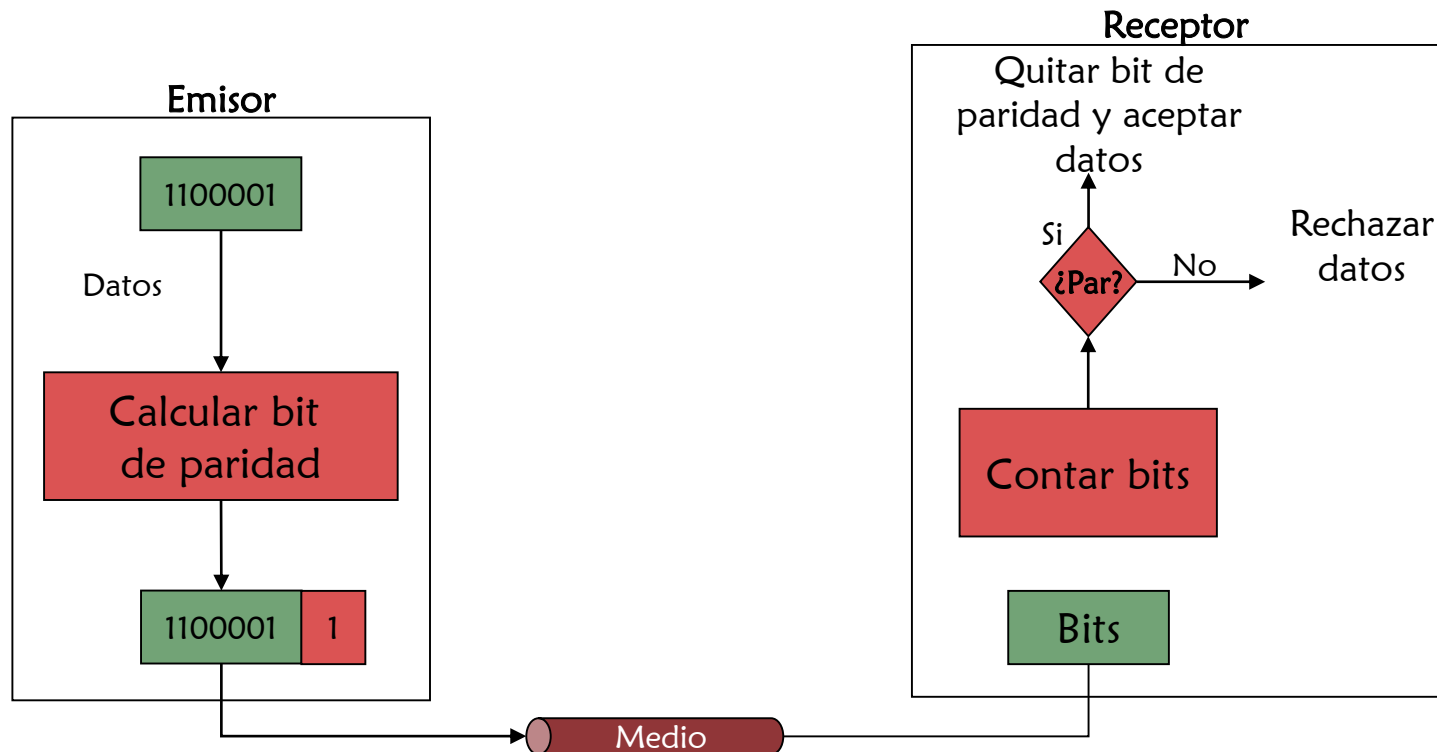 Emisor
1100001
Datos
Calcular bit
de paridad
1100001 1
Medio
Receptor
Quitar bit de
paridad y aceptar
datos
Si
¿Par?
No
Rechazar
datos
Contar bits
Bits